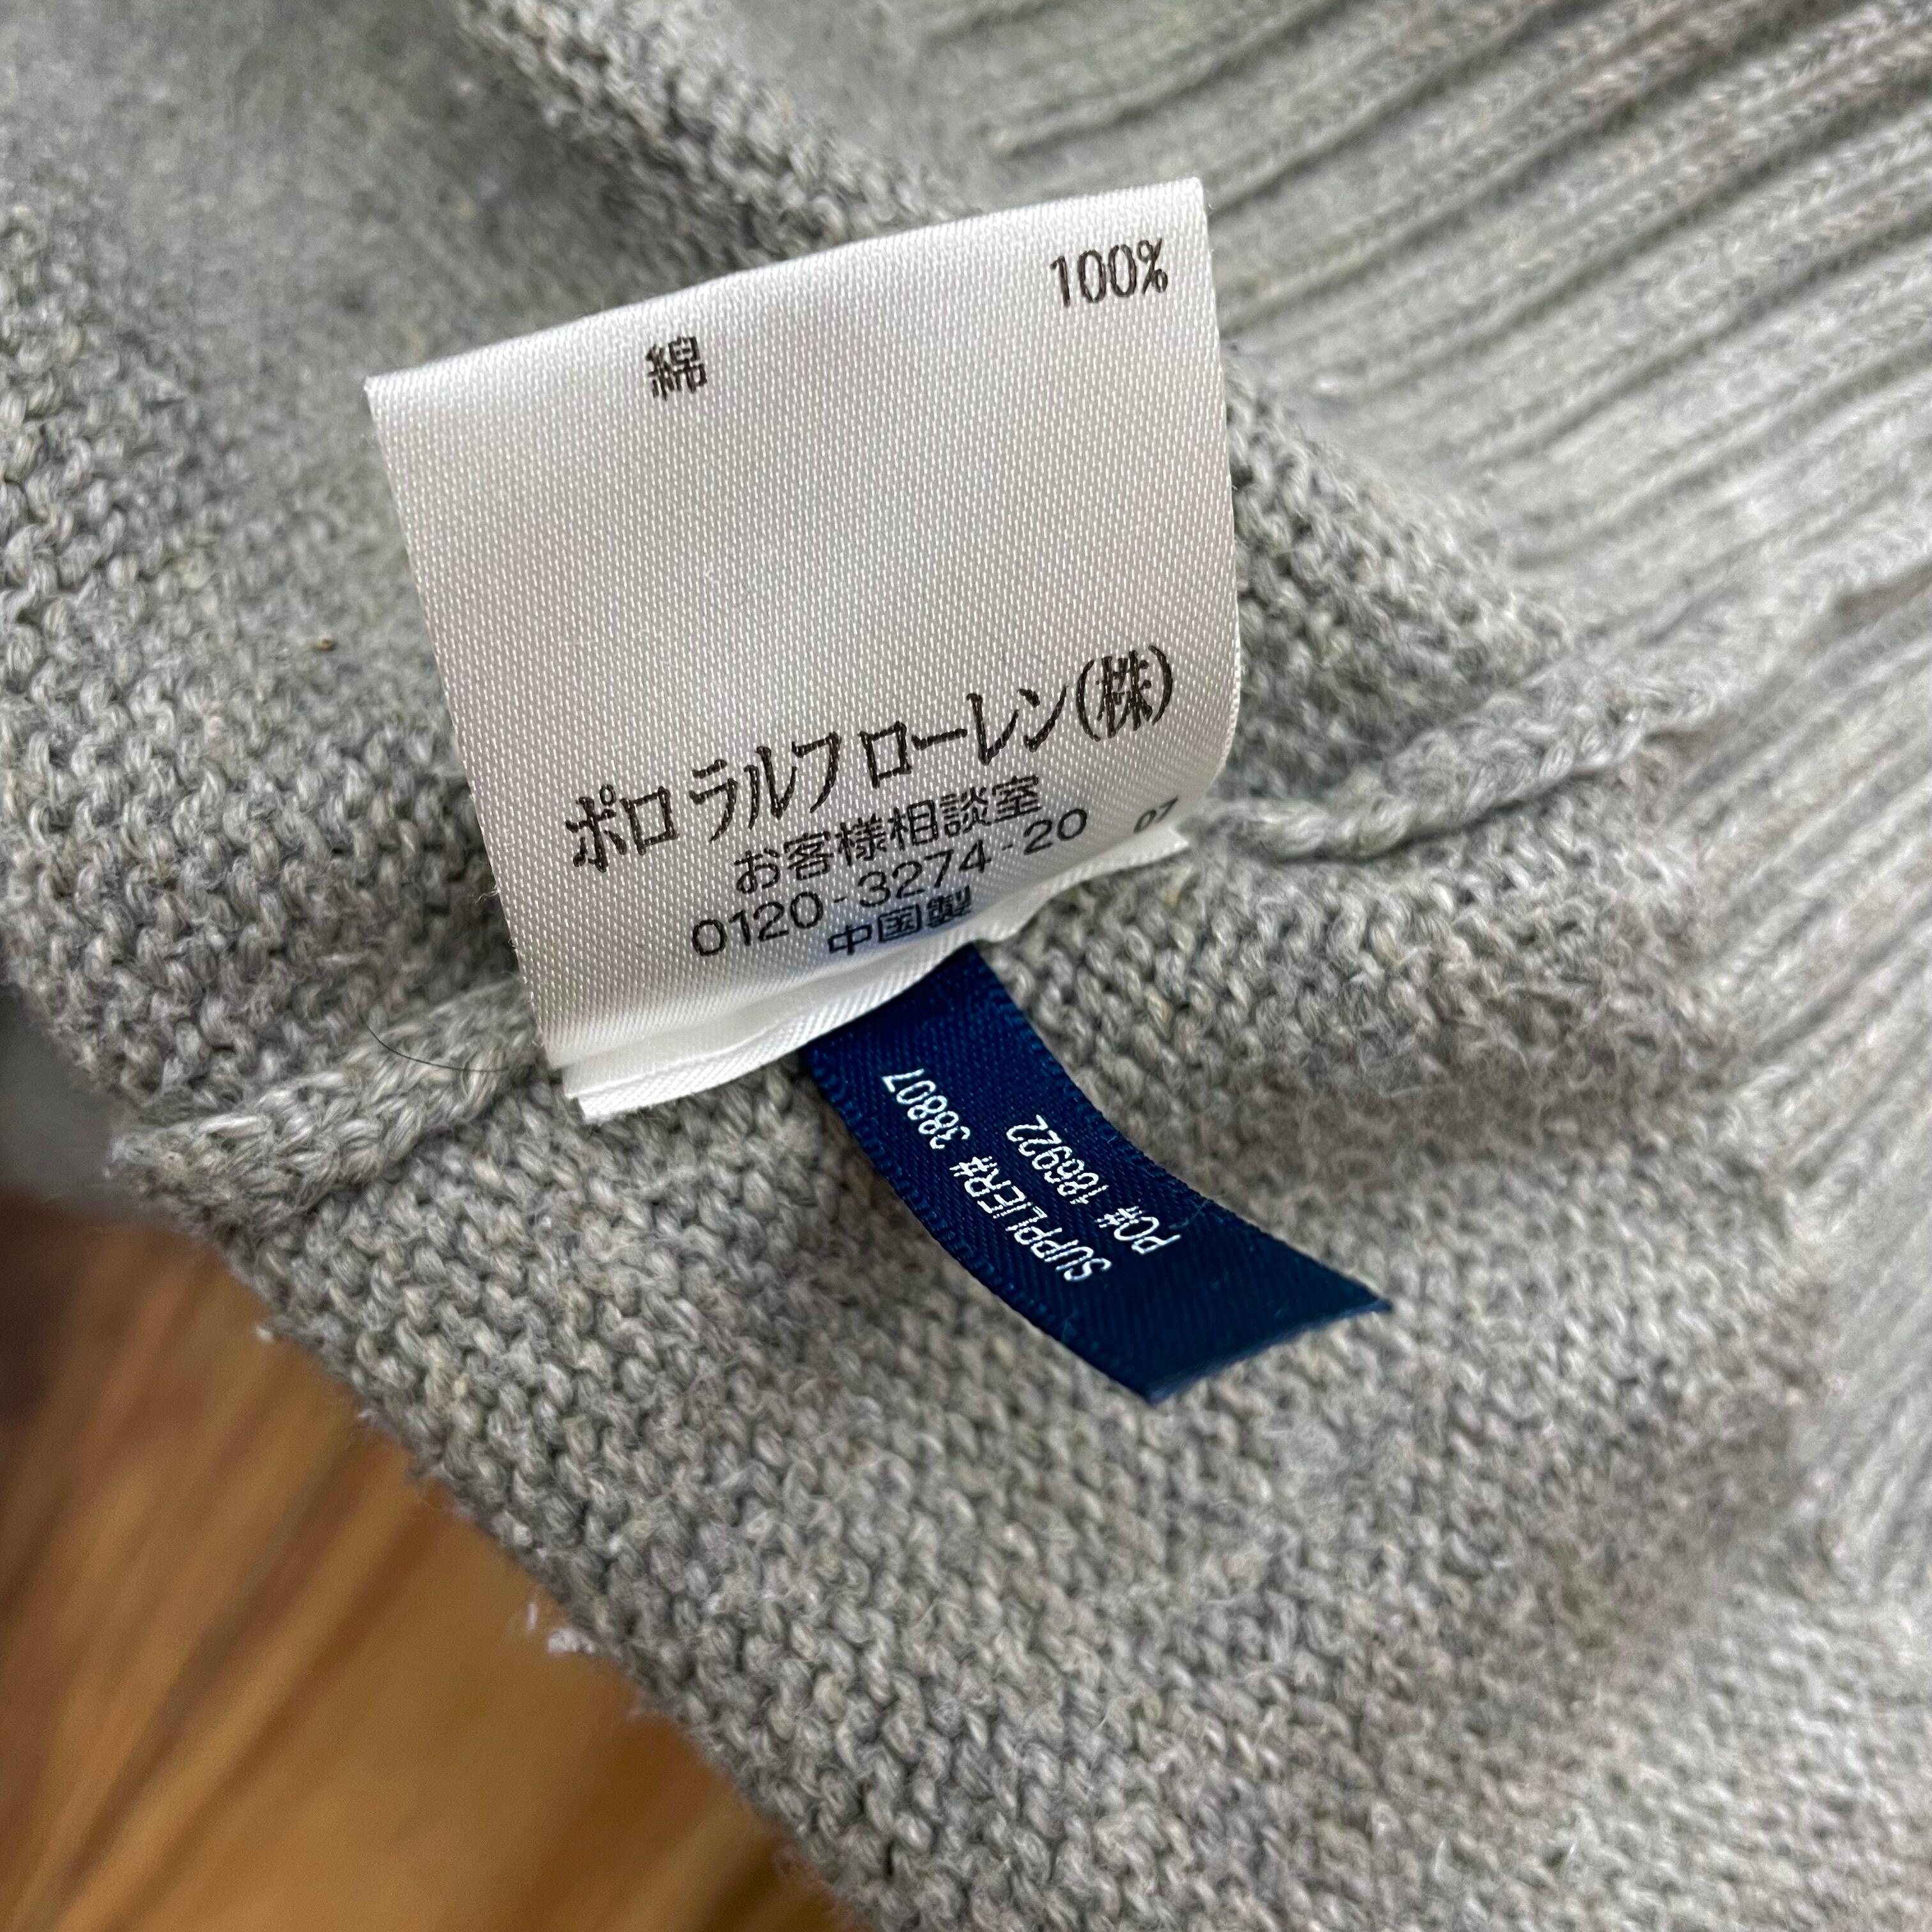 綿 100%
ポロ ラルフ ローレン(株)
お客様相談室
0120-3274-20 07
中国製
SUPPLIER# 38807
PO# 186922